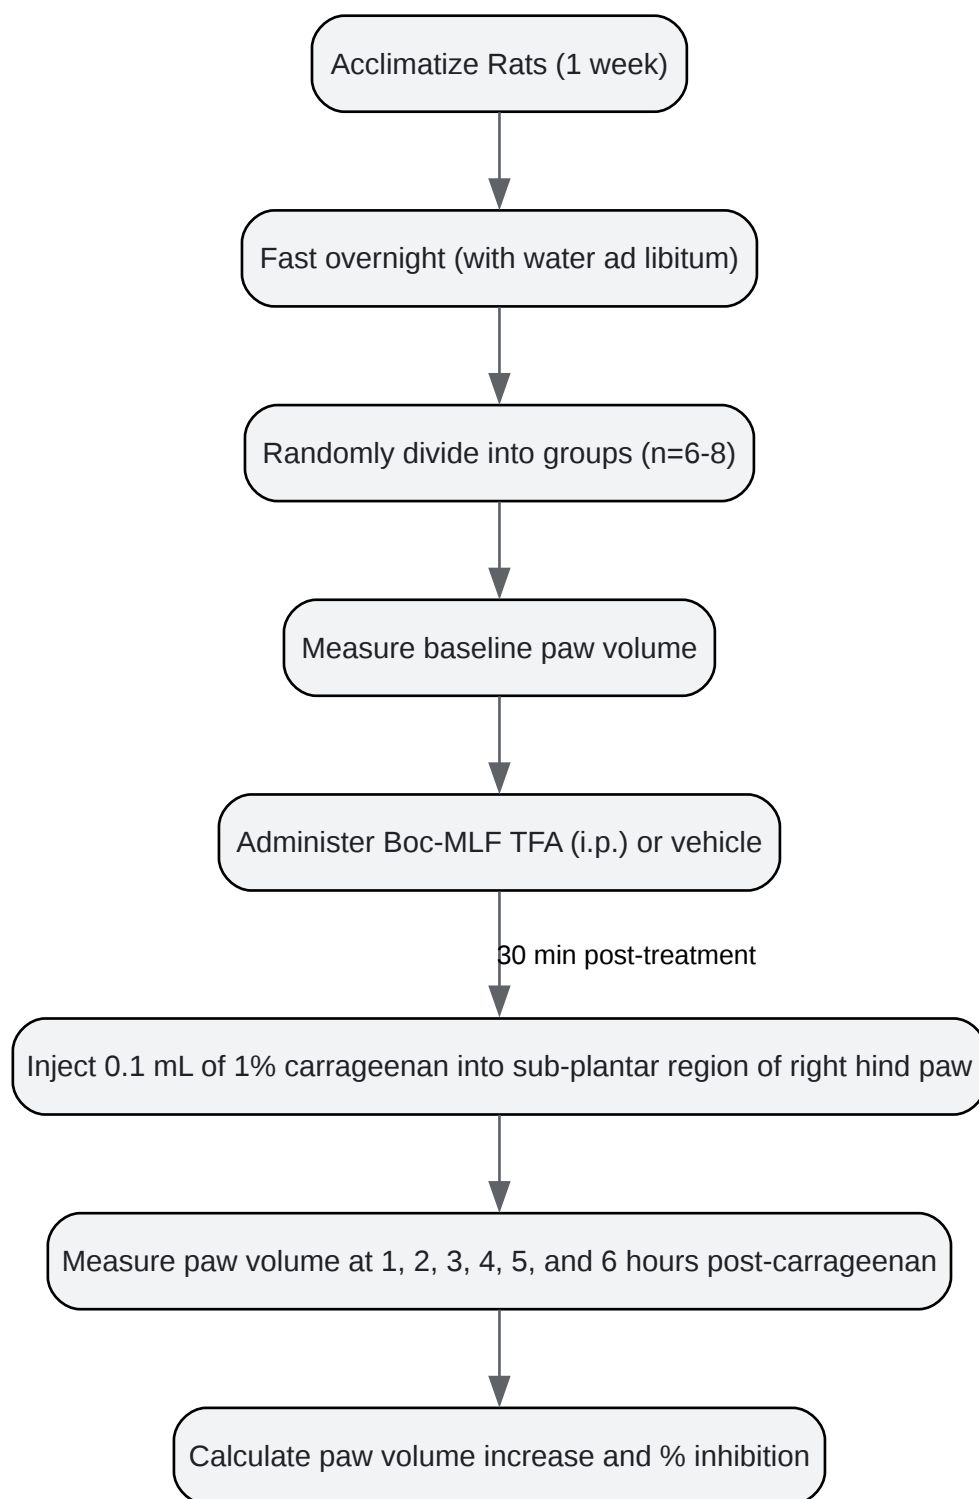 Acclimatize Rats (1 week)
Fast overnight (with water ad libitum)
Randomly divide into groups (n=6-8)
Measure baseline paw volume
Administer Boc-MLF TFA (i.p.) or vehicle
30 min post-treatment
Inject 0.1 mL of 1% carrageenan into sub-plantar region of right hind paw
Measure paw volume at 1, 2, 3, 4, 5, and 6 hours post-carrageenan
Calculate paw volume increase and % inhibition